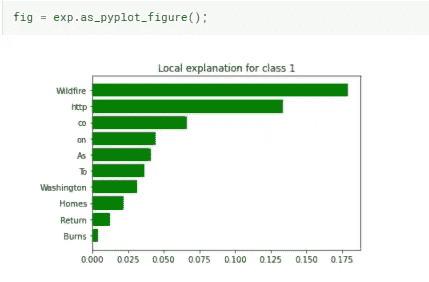 fig = exp.as_pyplot_figure();
Local explanation for class 1
Wildfire
http
co
on
As
To
Washington
Homes
Return
Burns
0.000 0.025 0.050 0.075 0.100 0.125 0.150 0.175